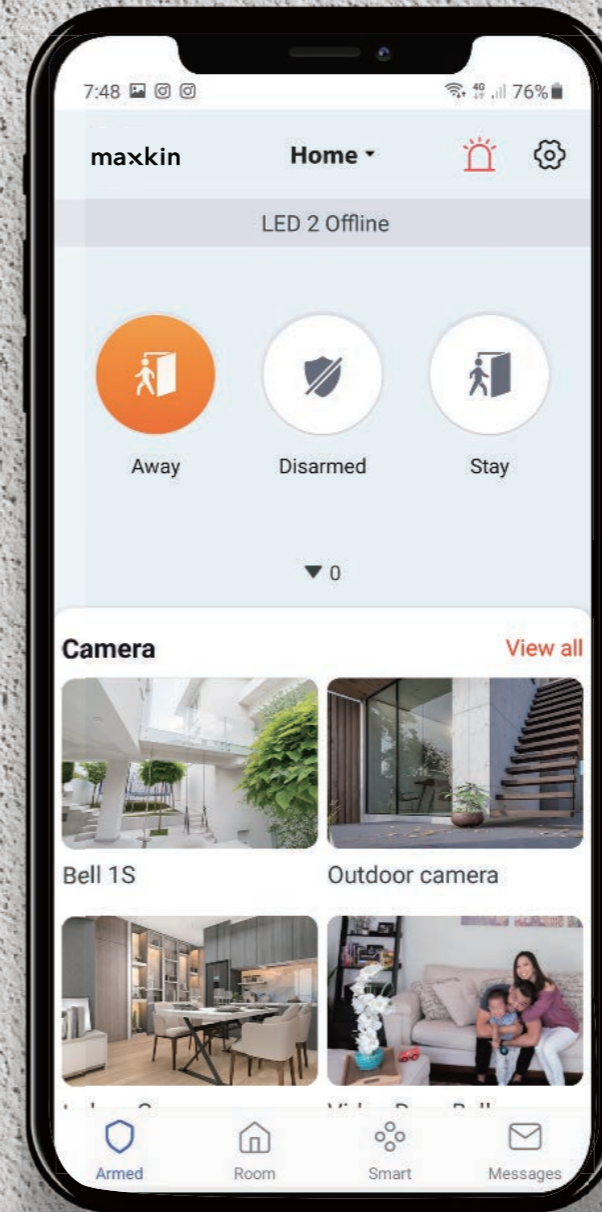 7:48 4G 76%
maxkin Home
LED 2 Offline
Away Disarmed Stay
0
Camera View all
Bell 1S Outdoor camera
Armed Room Smart Messages